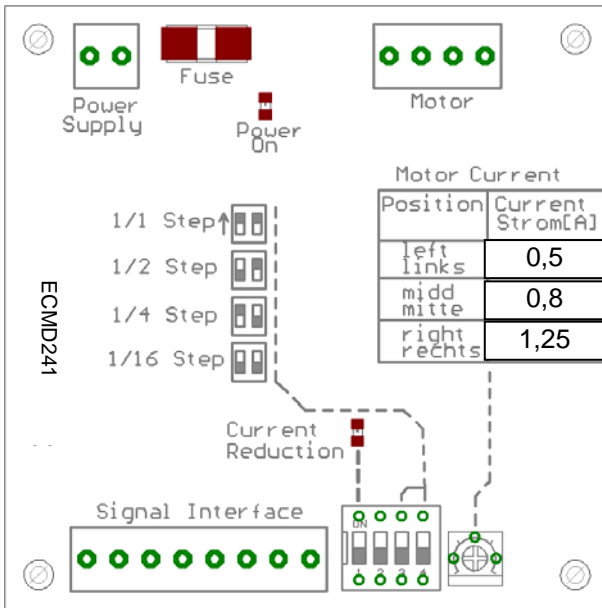 Fuse
Power
Supply
Power
On
Motor
Motor Current
Position
Current
Strom[A]
left
links
0,5
midd
mitte
0,8
right
rechts
1,25
1/1 Step
1/2 Step
1/4 Step
1/16 Step
ECMD241
Current
Reduction
Signal Interface
ON
1 2 3 4